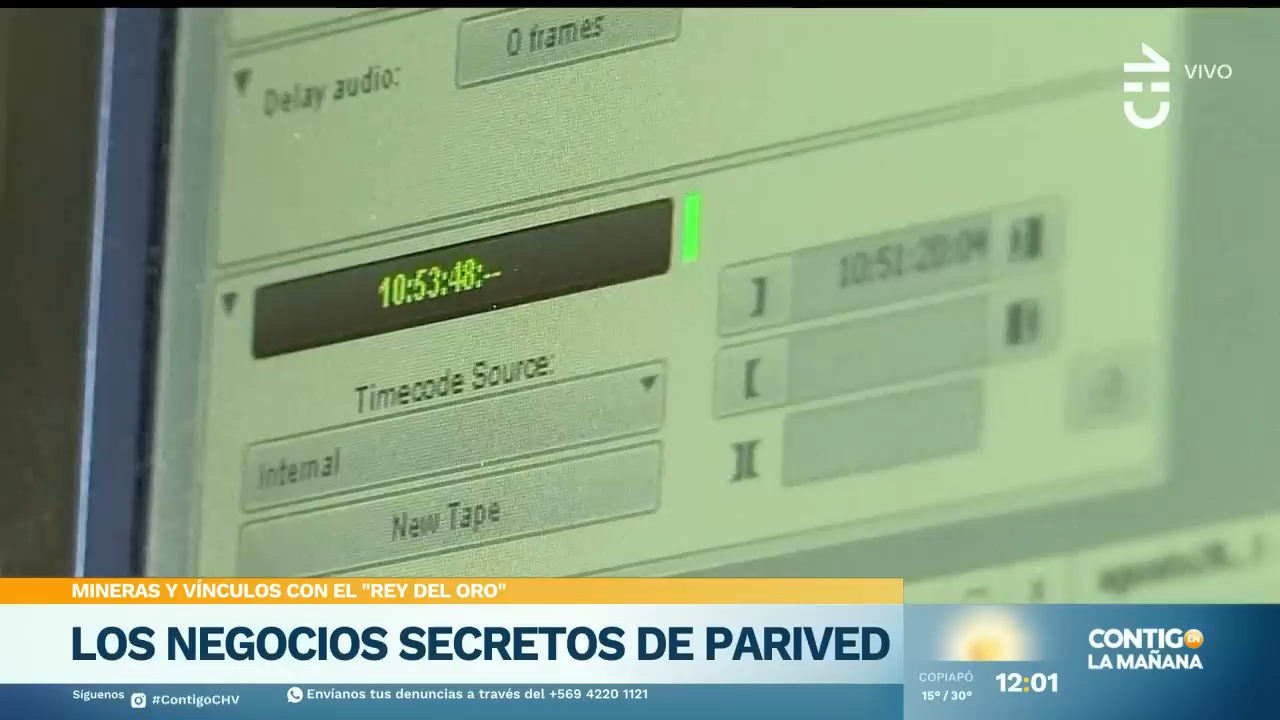 0 frames
Delay audio:
CHV VIVO
10:53:48:--
] 10:51:20:04
Timecode Source:
[
Internal
][
New Tape
MINERAS Y VÍNCULOS CON EL "REY DEL ORO"
LOS NEGOCIOS SECRETOS DE PARIVED
CONTIGO EN
LA MAÑANA
COPIAPÓ
15° / 30°
12:01
Síguenos #ContigoCHV Envíanos tus denuncias a través del +569 4220 1121